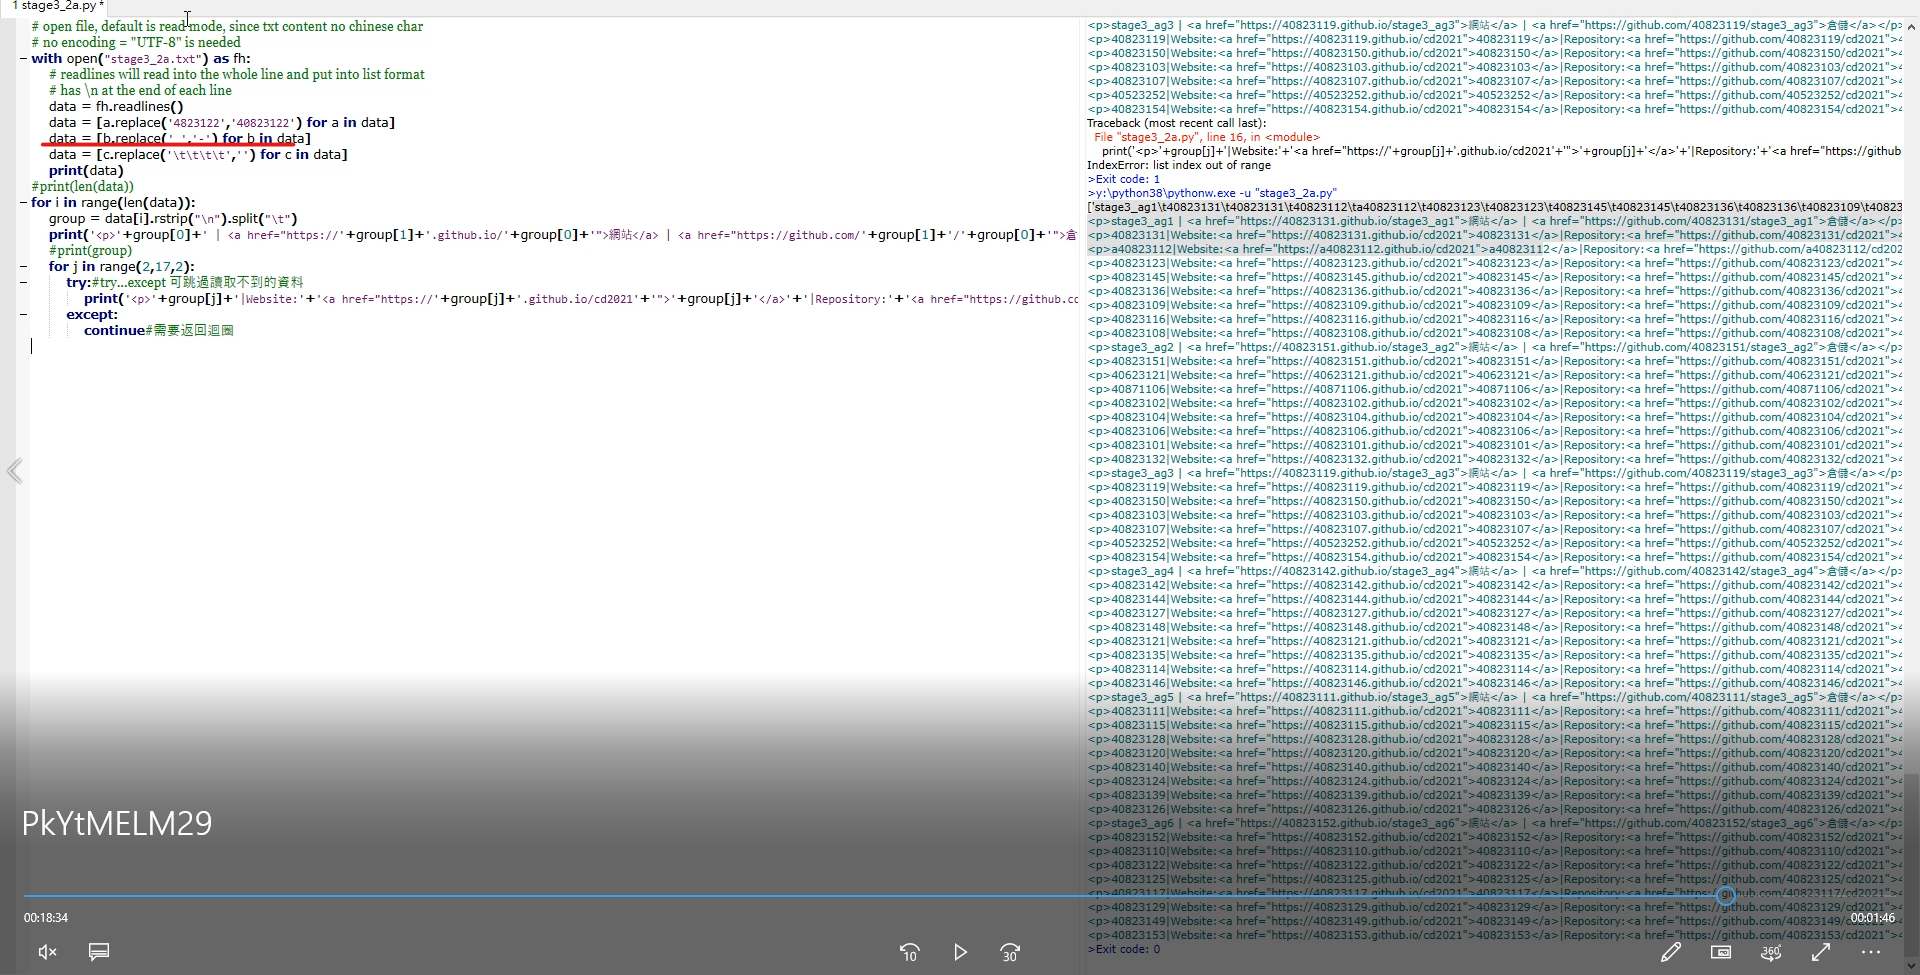 1 stage3_2a.py *
# open file, default is read mode, since txt content no chinese char
# no encoding = "UTF-8" is needed
with open("stage3_2a.txt") as fh:
# readlines will read into the whole line and put into list format
# has \n at the end of each line
data = fh.readlines()
data = [a.replace('4823122','40823122') for a in data]
data = [b.replace('_','-') for b in data]
data = [c.replace('\t\t\t\t','') for c in data]
print(data)
#print(len(data))
for i in range(len(data)):
group = data[i].rstrip("\n").split("\t")
print('<p>'+group[0]+' | <a href="https://'+group[1]+'.github.io/'+group[0]+'">網站</a> | <a href="https://github.com/'+group[1]+'/'+group[0]+'">倉
#print(group)
for j in range(2,17,2):
try:#try...except 可跳過讀取不到的資料
print('<p>'+group[j]+'|Website:'+'<a href="https://'+group[j]+'.github.io/cd2021'+'">'+group[j]+'</a>'+'|Repository:'+'<a href="https://github.cc
except:
continue#需要返回迴圈
<p>stage3_ag3 | <a href="https://40823119.github.io/stage3_ag3">網站</a> | <a href="https://github.com/40823119/stage3_ag3">倉儲</a></p>
<p>40823119|Website:<a href="https://40823119.github.io/cd2021">40823119</a>|Repository:<a href="https://github.com/40823119/cd2021">
<p>40823150|Website:<a href="https://40823150.github.io/cd2021">40823150</a>|Repository:<a href="https://github.com/40823150/cd2021">
<p>40823103|Website:<a href="https://40823103.github.io/cd2021">40823103</a>|Repository:<a href="https://github.com/40823103/cd2021">
<p>40823107|Website:<a href="https://40823107.github.io/cd2021">40823107</a>|Repository:<a href="https://github.com/40823107/cd2021">
<p>40523252|Website:<a href="https://40523252.github.io/cd2021">40523252</a>|Repository:<a href="https://github.com/40523252/cd2021">
<p>40823154|Website:<a href="https://40823154.github.io/cd2021">40823154</a>|Repository:<a href="https://github.com/40823154/cd2021">
Traceback (most recent call last):
File "stage3_2a.py", line 16, in <module>
print('<p>'+group[j]+'|Website:'+'<a href="https://'+group[j]+'.github.io/cd2021'+'">'+group[j]+'</a>'+'|Repository:'+'<a href="https://github
IndexError: list index out of range
>Exit code: 1
>y:\python38\pythonw.exe -u "stage3_2a.py"
['stage3_ag1\t40823131\t40823131\t40823112\ta40823112\t40823123\t40823123\t40823145\t40823145\t40823136\t40823136\t40823109\t40823
<p>stage3_ag1 | <a href="https://40823131.github.io/stage3_ag1">網站</a> | <a href="https://github.com/40823131/stage3_ag1">倉儲</a></p>
<p>40823131|Website:<a href="https://40823131.github.io/cd2021">40823131</a>|Repository:<a href="https://github.com/40823131/cd2021">
<p>a40823112|Website:<a href="https://a40823112.github.io/cd2021">a40823112</a>|Repository:<a href="https://github.com/a40823112/cd202
<p>40823123|Website:<a href="https://40823123.github.io/cd2021">40823123</a>|Repository:<a href="https://github.com/40823123/cd2021">
<p>40823145|Website:<a href="https://40823145.github.io/cd2021">40823145</a>|Repository:<a href="https://github.com/40823145/cd2021">
<p>40823136|Website:<a href="https://40823136.github.io/cd2021">40823136</a>|Repository:<a href="https://github.com/40823136/cd2021">
<p>40823109|Website:<a href="https://40823109.github.io/cd2021">40823109</a>|Repository:<a href="https://github.com/40823109/cd2021">
<p>40823116|Website:<a href="https://40823116.github.io/cd2021">40823116</a>|Repository:<a href="https://github.com/40823116/cd2021">
<p>40823108|Website:<a href="https://40823108.github.io/cd2021">40823108</a>|Repository:<a href="https://github.com/40823108/cd2021">
<p>stage3_ag2 | <a href="https://40823151.github.io/stage3_ag2">網站</a> | <a href="https://github.com/40823151/stage3_ag2">倉儲</a></p>
<p>40823151|Website:<a href="https://40823151.github.io/cd2021">40823151</a>|Repository:<a href="https://github.com/40823151/cd2021">
<p>40623121|Website:<a href="https://40623121.github.io/cd2021">40623121</a>|Repository:<a href="https://github.com/40623121/cd2021">
<p>40871106|Website:<a href="https://40871106.github.io/cd2021">40871106</a>|Repository:<a href="https://github.com/40871106/cd2021">
<p>40823102|Website:<a href="https://40823102.github.io/cd2021">40823102</a>|Repository:<a href="https://github.com/40823102/cd2021">
<p>40823104|Website:<a href="https://40823104.github.io/cd2021">40823104</a>|Repository:<a href="https://github.com/40823104/cd2021">
<p>40823106|Website:<a href="https://40823106.github.io/cd2021">40823106</a>|Repository:<a href="https://github.com/40823106/cd2021">
<p>40823101|Website:<a href="https://40823101.github.io/cd2021">40823101</a>|Repository:<a href="https://github.com/40823101/cd2021">
<p>40823132|Website:<a href="https://40823132.github.io/cd2021">40823132</a>|Repository:<a href="https://github.com/40823132/cd2021">
<p>stage3_ag3 | <a href="https://40823119.github.io/stage3_ag3">網站</a> | <a href="https://github.com/40823119/stage3_ag3">倉儲</a></p>
<p>40823119|Website:<a href="https://40823119.github.io/cd2021">40823119</a>|Repository:<a href="https://github.com/40823119/cd2021">
<p>40823150|Website:<a href="https://40823150.github.io/cd2021">40823150</a>|Repository:<a href="https://github.com/40823150/cd2021">
<p>40823103|Website:<a href="https://40823103.github.io/cd2021">40823103</a>|Repository:<a href="https://github.com/40823103/cd2021">
<p>40823107|Website:<a href="https://40823107.github.io/cd2021">40823107</a>|Repository:<a href="https://github.com/40823107/cd2021">
<p>40523252|Website:<a href="https://40523252.github.io/cd2021">40523252</a>|Repository:<a href="https://github.com/40523252/cd2021">
<p>40823154|Website:<a href="https://40823154.github.io/cd2021">40823154</a>|Repository:<a href="https://github.com/40823154/cd2021">
<p>stage3_ag4 | <a href="https://40823142.github.io/stage3_ag4">網站</a> | <a href="https://github.com/40823142/stage3_ag4">倉儲</a></p>
<p>40823142|Website:<a href="https://40823142.github.io/cd2021">40823142</a>|Repository:<a href="https://github.com/40823142/cd2021">
<p>40823144|Website:<a href="https://40823144.github.io/cd2021">40823144</a>|Repository:<a href="https://github.com/40823144/cd2021">
<p>40823127|Website:<a href="https://40823127.github.io/cd2021">40823127</a>|Repository:<a href="https://github.com/40823127/cd2021">
<p>40823148|Website:<a href="https://40823148.github.io/cd2021">40823148</a>|Repository:<a href="https://github.com/40823148/cd2021">
<p>40823121|Website:<a href="https://40823121.github.io/cd2021">40823121</a>|Repository:<a href="https://github.com/40823121/cd2021">
<p>40823135|Website:<a href="https://40823135.github.io/cd2021">40823135</a>|Repository:<a href="https://github.com/40823135/cd2021">
<p>40823114|Website:<a href="https://40823114.github.io/cd2021">40823114</a>|Repository:<a href="https://github.com/40823114/cd2021">
<p>40823146|Website:<a href="https://40823146.github.io/cd2021">40823146</a>|Repository:<a href="https://github.com/40823146/cd2021">
<p>stage3_ag5 | <a href="https://40823111.github.io/stage3_ag5">網站</a> | <a href="https://github.com/40823111/stage3_ag5">倉儲</a></p>
<p>40823111|Website:<a href="https://40823111.github.io/cd2021">40823111</a>|Repository:<a href="https://github.com/40823111/cd2021">
<p>40823115|Website:<a href="https://40823115.github.io/cd2021">40823115</a>|Repository:<a href="https://github.com/40823115/cd2021">
<p>40823128|Website:<a href="https://40823128.github.io/cd2021">40823128</a>|Repository:<a href="https://github.com/40823128/cd2021">
<p>40823120|Website:<a href="https://40823120.github.io/cd2021">40823120</a>|Repository:<a href="https://github.com/40823120/cd2021">
<p>40823140|Website:<a href="https://40823140.github.io/cd2021">40823140</a>|Repository:<a href="https://github.com/40823140/cd2021">
<p>40823124|Website:<a href="https://40823124.github.io/cd2021">40823124</a>|Repository:<a href="https://github.com/40823124/cd2021">
<p>40823139|Website:<a href="https://40823139.github.io/cd2021">40823139</a>|Repository:<a href="https://github.com/40823139/cd2021">
<p>40823126|Website:<a href="https://40823126.github.io/cd2021">40823126</a>|Repository:<a href="https://github.com/40823126/cd2021">
<p>stage3_ag6 | <a href="https://40823152.github.io/stage3_ag6">網站</a> | <a href="https://github.com/40823152/stage3_ag6">倉儲</a></p>
<p>40823152|Website:<a href="https://40823152.github.io/cd2021">40823152</a>|Repository:<a href="https://github.com/40823152/cd2021">
<p>40823110|Website:<a href="https://40823110.github.io/cd2021">40823110</a>|Repository:<a href="https://github.com/40823110/cd2021">
<p>40823122|Website:<a href="https://40823122.github.io/cd2021">40823122</a>|Repository:<a href="https://github.com/40823122/cd2021">
<p>40823125|Website:<a href="https://40823125.github.io/cd2021">40823125</a>|Repository:<a href="https://github.com/40823125/cd2021">
<p>40823117|Website:<a href="https://40823117.github.io/cd2021">40823117</a>|Repository:<a href="https://github.com/40823117/cd2021">
<p>40823129|Website:<a href="https://40823129.github.io/cd2021">40823129</a>|Repository:<a href="https://github.com/40823129/cd2021">
<p>40823149|Website:<a href="https://40823149.github.io/cd2021">40823149</a>|Repository:<a href="https://github.com/40823149/cd2021">
<p>40823153|Website:<a href="https://40823153.github.io/cd2021">40823153</a>|Repository:<a href="https://github.com/40823153/cd2021">
>Exit code: 0
PkYtMELM29
00:18:34
00:01:46
10
30
360°